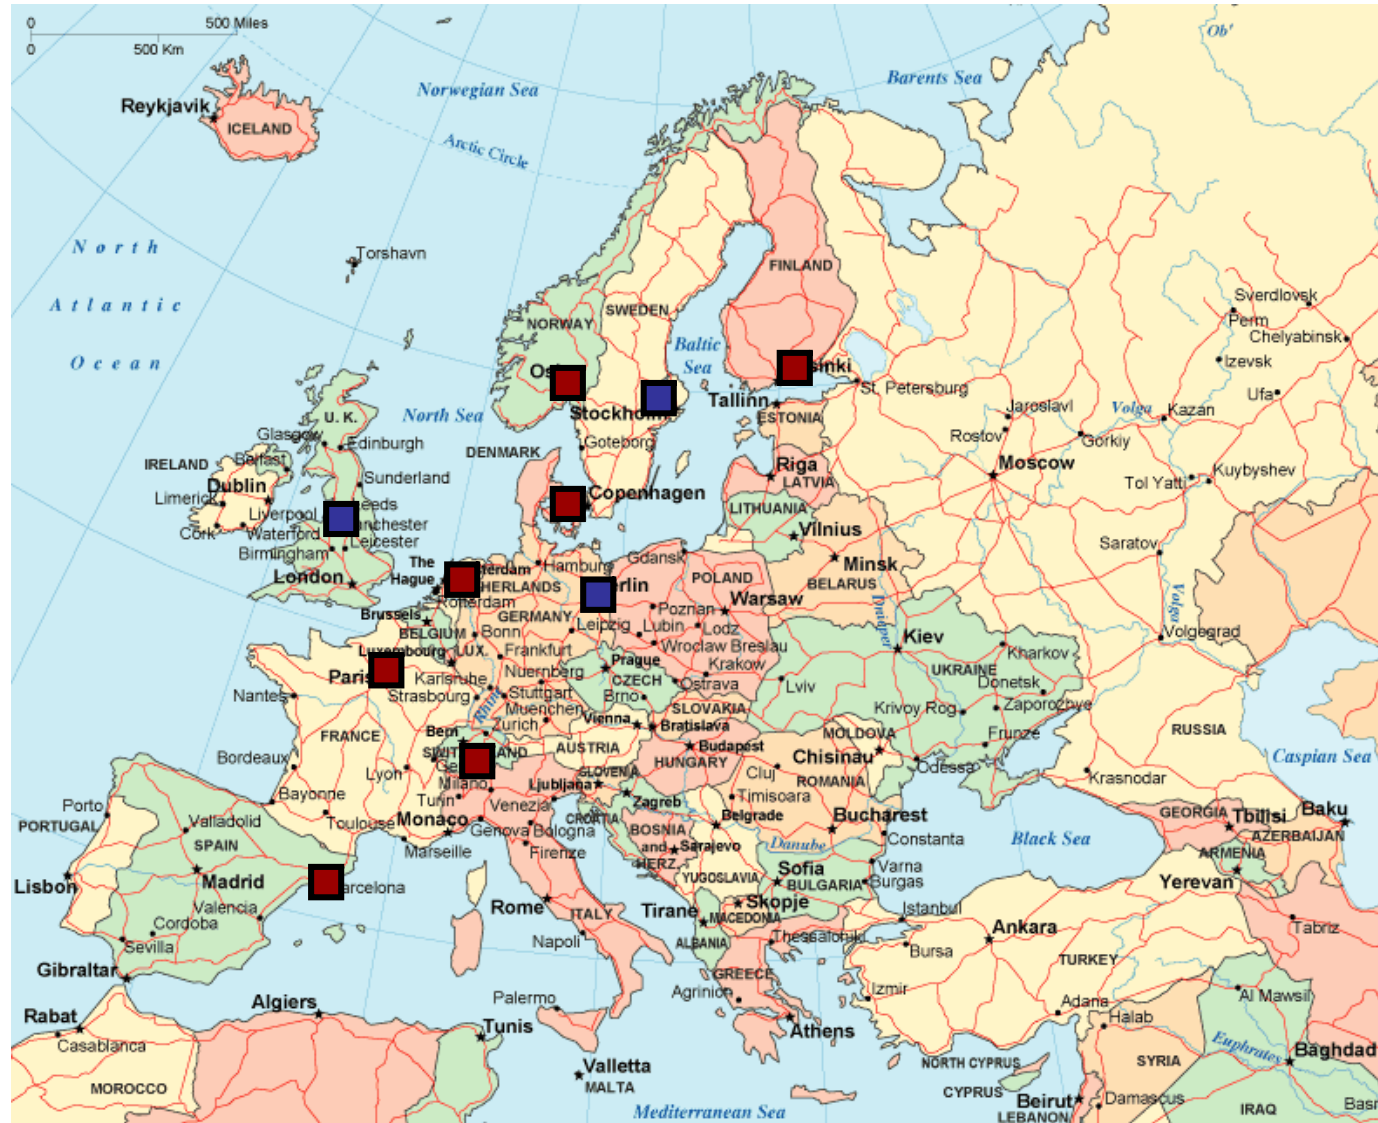 0 500 Miles
0 500 Km
Ob'
Norwegian Sea
Barents Sea
Reykjavik
ICELAND
Arctic Circle
North
Atlantic
Ocean
Torshavn
FINLAND
SWEDEN
NORWAY
Baltic
Sea
Sverdlovsk
Perm
Chelyabinsk
Izevsk
Ufa
St. Petersburg
Tallinn
ESTONIA
North Sea
U. K.
Glasgow
Edinburgh
Goteborg
DENMARK
Jaroslavl
Volga
Kazan
Rostov
Gorkiy
IRELAND
Belfast
Sunderland
Dublin
Limerick
Cork
Waterford
Liverpool
Birmingham
Leicester
London
Copenhagen
Riga
LATVIA
LITHUANIA
Vilnius
Moscow
Tol Yatti
Kuybyshev
Saratov
Minsk
BELARUS
The
Hague
Rotterdam
Hamburg
Gdansk
POLAND
Warsaw
Poznan
Brussels
BELGIUM
GERMANY
Leipzig
Lubin
Lodz
Bonn
Wroclaw Breslau
Dniaper
Volga
Volgegrad
Kiev
UKRAINE
Kharkov
Donetsk
Luxembourg
LUX.
Frankfurt
Prague
CZECH
Krakow
Karlsruhe
Nuernberg
Strasbourg
Stuttgart
Brno
Ostrava
Lviv
Krivoy Rog
Zaporozhye
Nantes
Rhine
Muenchen
Zurich
Vienna
SLOVAKIA
Bratislava
FRANCE
Bern
AUSTRIA
Budapest
HUNGARY
MOLDOVA
Chisinau
Frunze
RUSSIA
Caspian Sea
Bordeaux
Lyon
Milano
Ljubljana
SLOVENIA
Cluj
ROMANIA
Odessa
Krasnodar
Bayonne
Turin
Venezia
Zagreb
CROATIA
Timisoara
Porto
PORTUGAL
Valladolid
SPAIN
Toulouse
Monaco
Marseille
Genova
Bologna
Firenze
BOSNIA
and
HERZ.
Sarajevo
Belgrade
Bucharest
Danube
Constanta
Black Sea
GEORGIA
Tbilisi
Baku
AZERBAIJAN
ARMENIA
Yerevan
Lisbon
Madrid
YUGOSLAVIA
Sofia
BULGARIA
Varna
Burgas
Valencia
Cordoba
Sevilla
Rome
ITALY
Napoli
Tirane
Skopje
MACEDONIA
ALBANIA
Istanbul
Ankara
Bursa
TURKEY
Tabriz
Thessaloniki
GREECE
Agrinion
Izmir
Adana
Al Mawsil
Gibraltar
Rabat
Casablanca
MOROCCO
Algiers
Palermo
Tunis
Athens
Halab
Euphrates
Baghdad
Valletta
MALTA
NORTH CYPRUS
CYPRUS
SYRIA
Mediterranean Sea
Beirut
LEBANON
Damascus
IRAQ